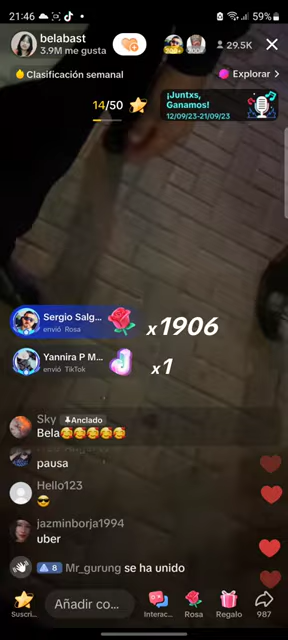 21:46
59%
belabast
3.9M me gusta
29.5K
Clasificación semanal
Explorar
14/50
¡Juntxs,
Ganamos!
12/09/23-21/09/23
Sergio Salg...
envió Rosa
x1906
Yannira P M...
envió TikTok
x1
Sky Anclado
Bela🥰🥰🥰🥰🥰
pausa
Hello123
😎
jazminborja1994
uber
8 Mr_gurung se ha unido
Suscri...
Añadir co...
Interac...
Rosa
Regalo
987